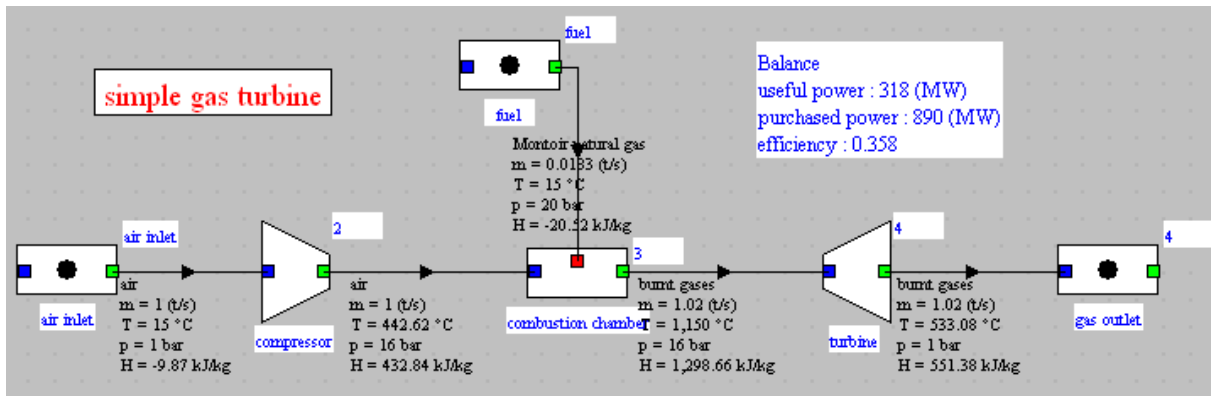 fuel
simple gas turbine
Balance
useful power : 318 (MW)
purchased power : 890 (MW)
efficiency : 0.358
fuel
Montoir natural gas
m = 0.0183 (t/s)
T = 15 °C
p = 20 bar
H = -20.52 kJ/kg
air inlet
2
3
4
4
air inlet
air
m = 1 (t/s)
T = 15 °C
p = 1 bar
H = -9.87 kJ/kg
compressor
air
m = 1 (t/s)
T = 442.62 °C
p = 16 bar
H = 432.84 kJ/kg
combustion chamber
burnt gases
m = 1.02 (t/s)
T = 1,150 °C
p = 16 bar
H = 1,298.66 kJ/kg
turbine
burnt gases
m = 1.02 (t/s)
T = 533.08 °C
p = 1 bar
H = 551.38 kJ/kg
gas outlet